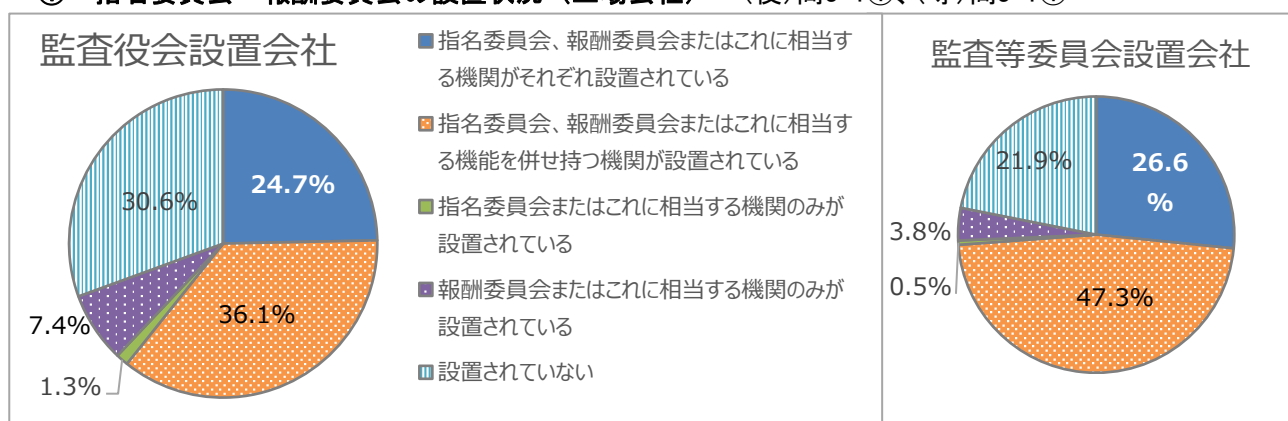 監査役会設置会社
指名委員会、報酬委員会またはこれに相当す
る機関がそれぞれ設置されている
指名委員会、報酬委員会またはこれに相当す
る機能を併せ持つ機関が設置されている
指名委員会またはこれに相当する機関のみが
設置されている
報酬委員会またはこれに相当する機関のみが
設置されている
設置されていない
24.7%
36.1%
1.3%
7.4%
30.6%
監査等委員会設置会社
26.6
%
47.3%
0.5%
3.8%
21.9%